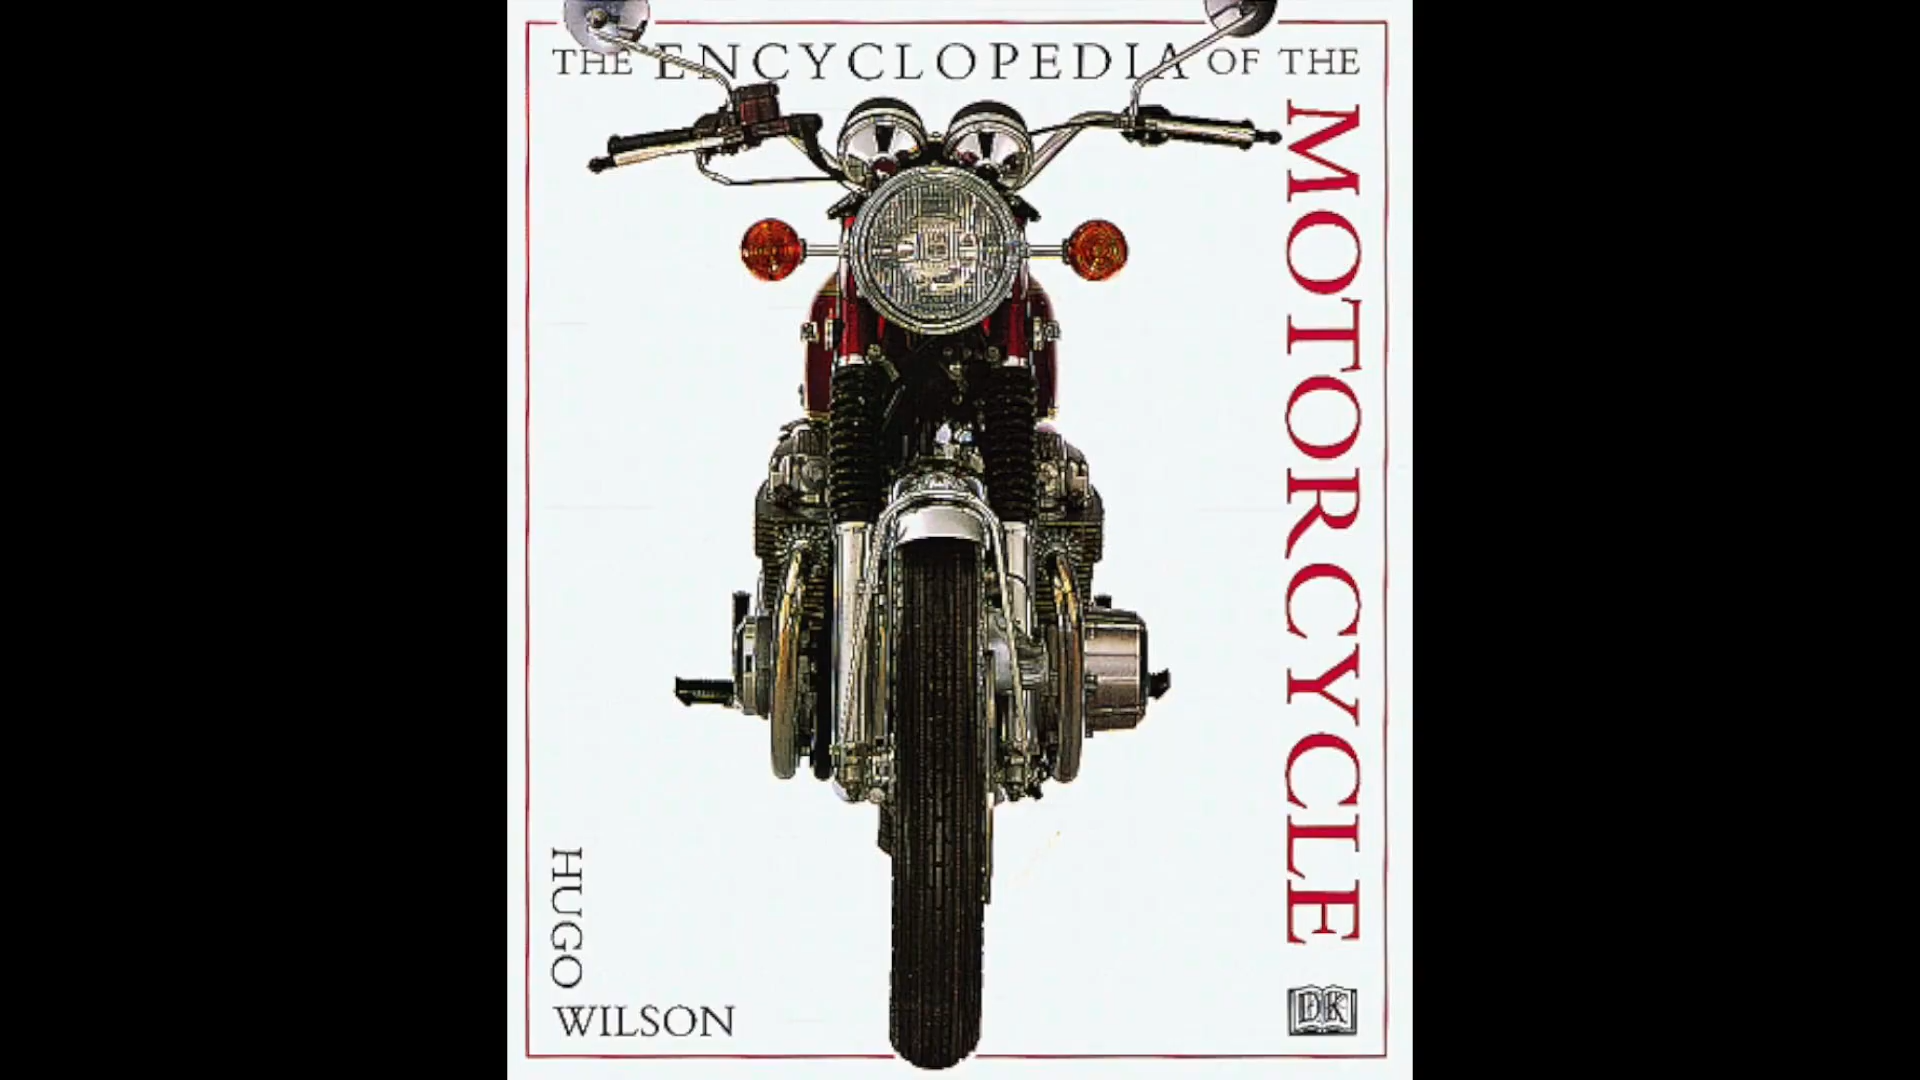 THE ENCYCLOPEDIA OF THE
MOTORCYCLE
HUGO
WILSON
DK